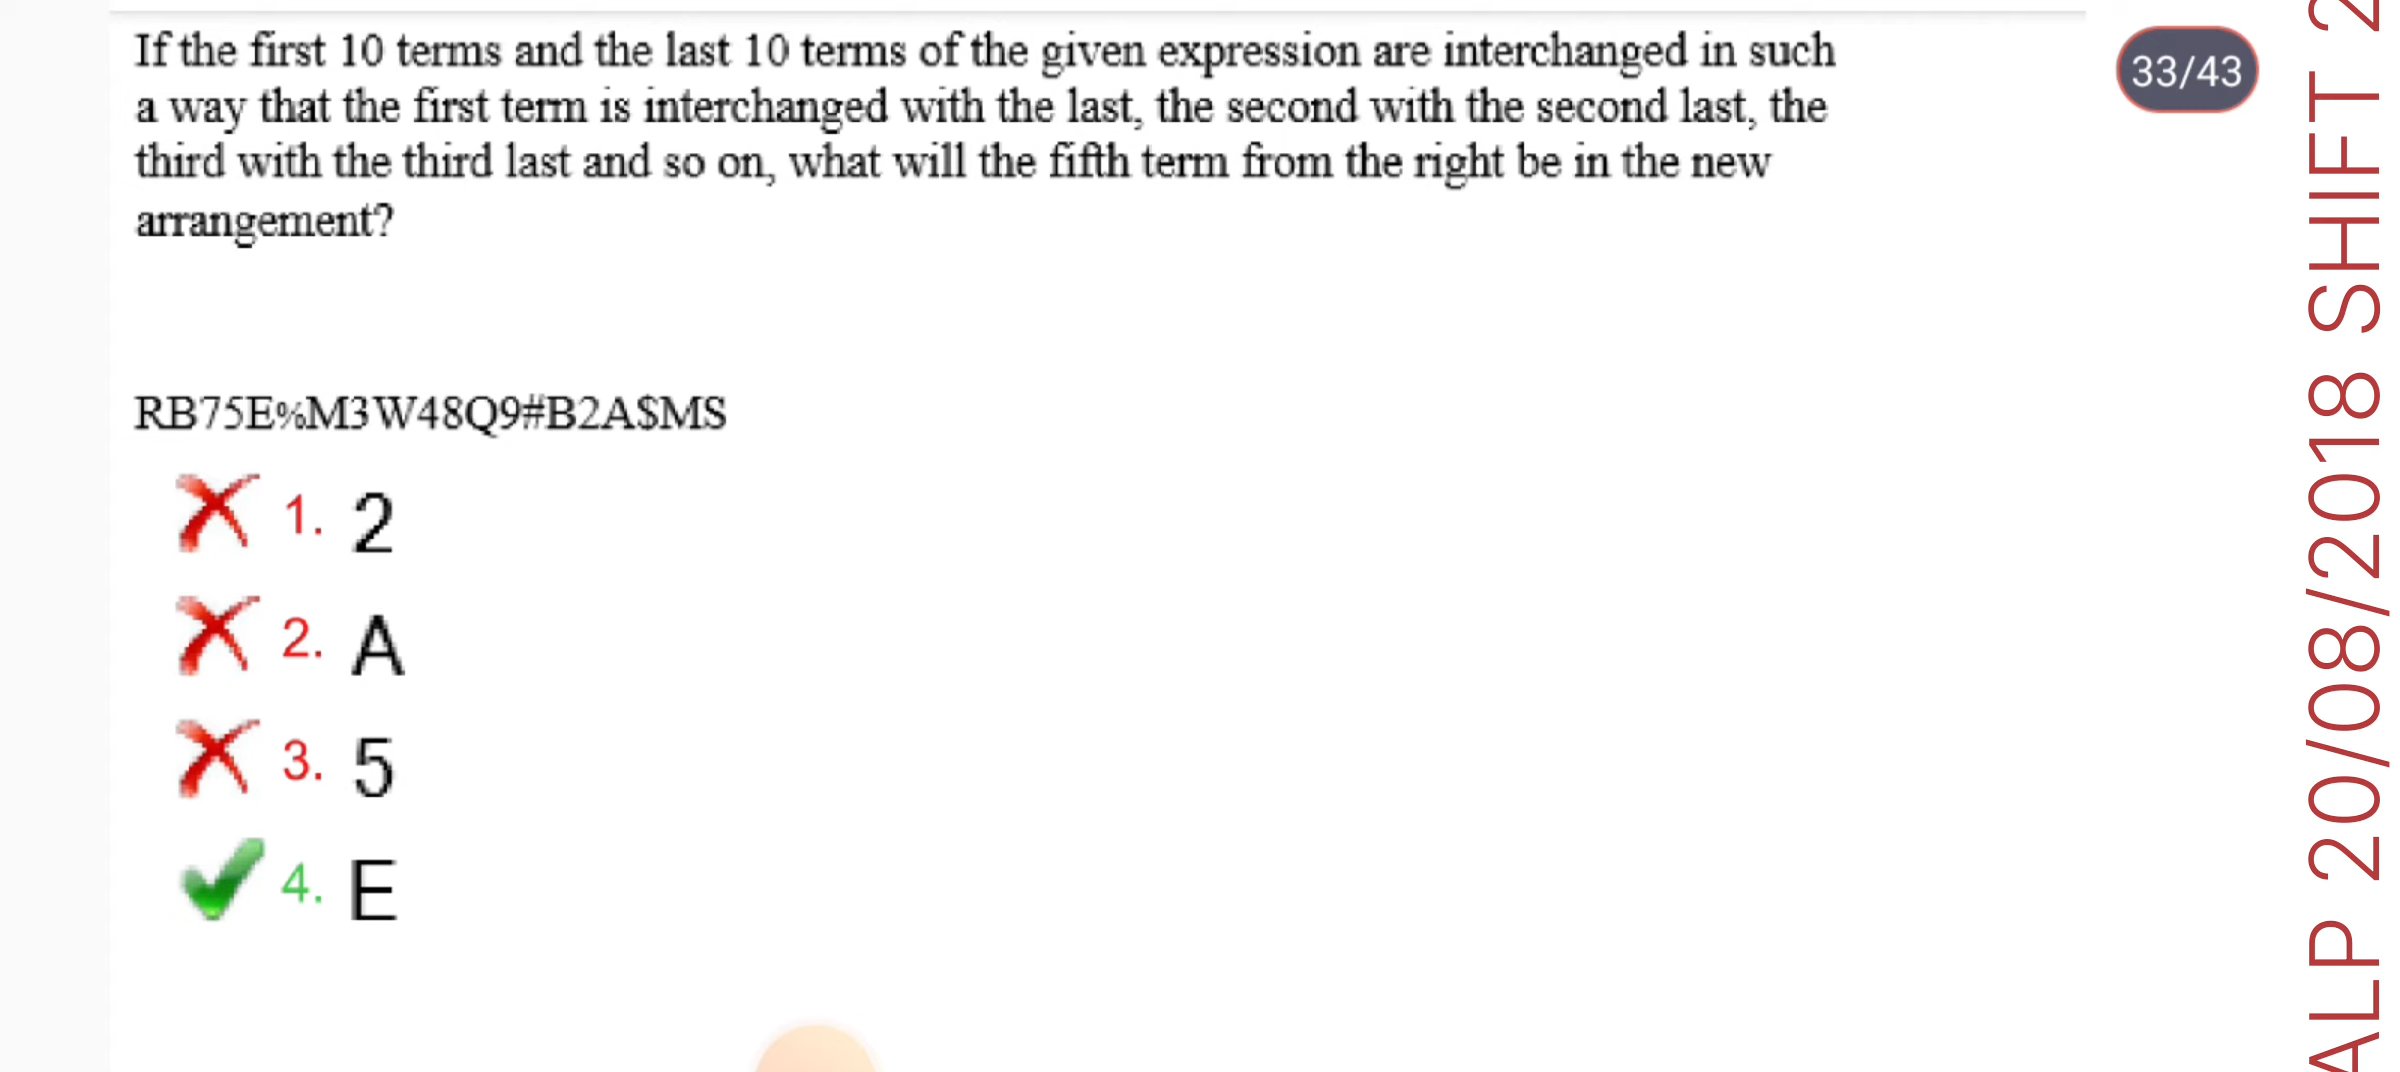 If the first 10 terms and the last 10 terms of the given expression are interchanged in such
a way that the first term is interchanged with the last, the second with the second last, the
third with the third last and so on, what will the fifth term from the right be in the new
arrangement?
RB75E%M3W48Q9#B2A$MS
1. 2
2. A
3. 5
4. E
33/43
ALP 20/08/2018 SHIFT 2